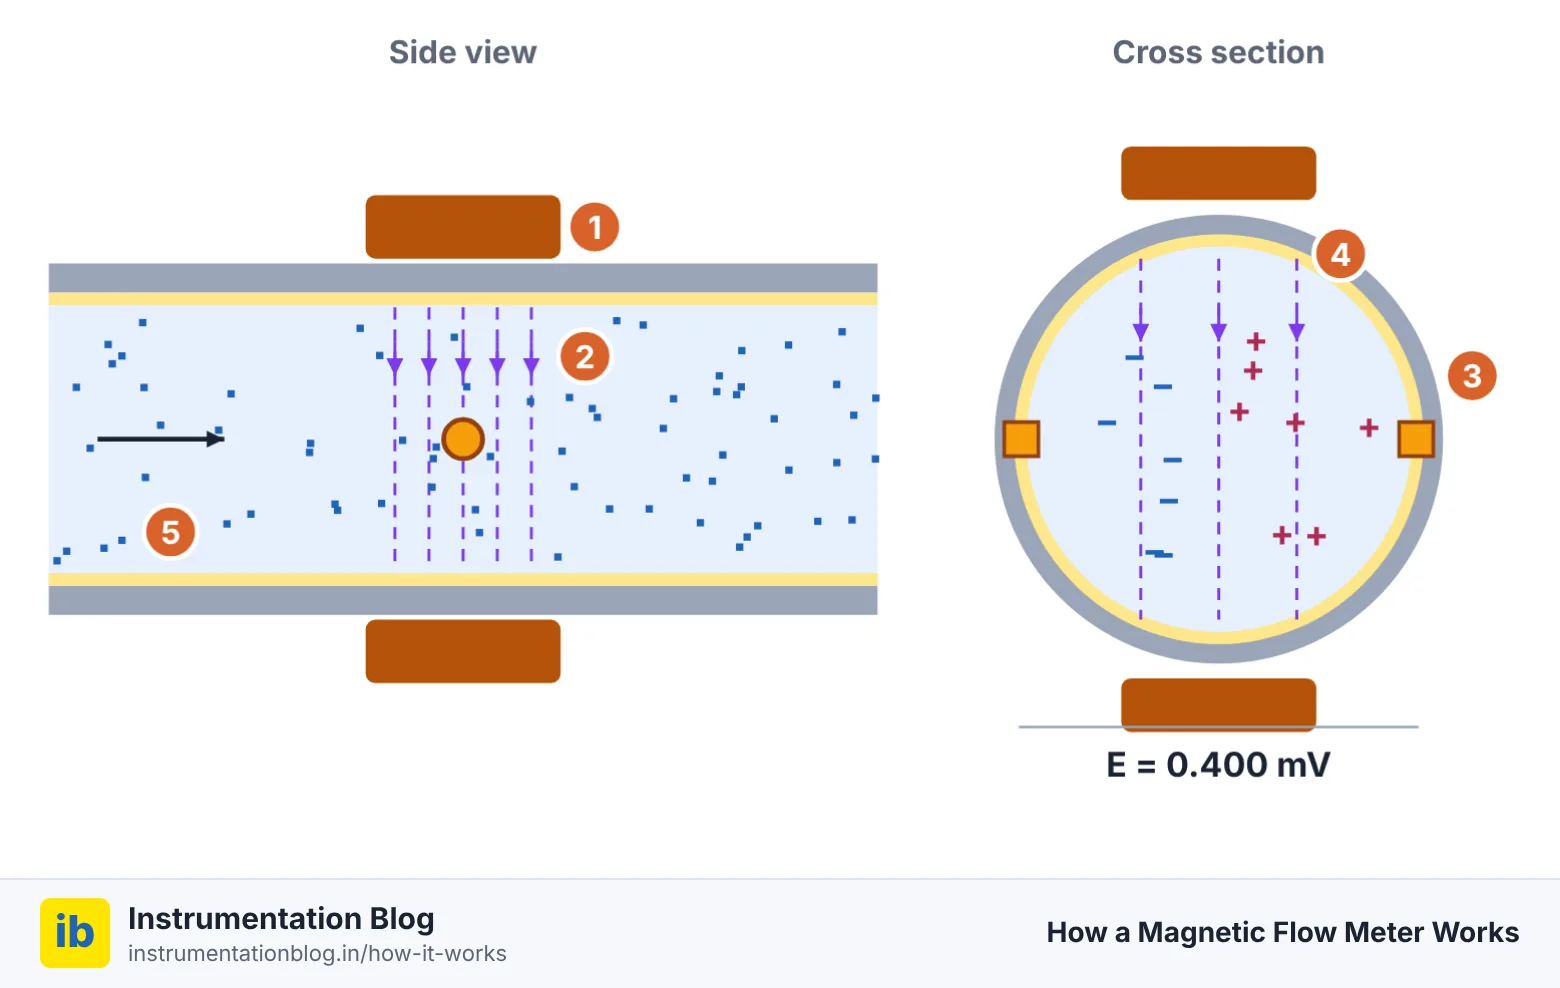 Side view
Cross section
1
2
3
4
5
E = 0.400 mV
ib
Instrumentation Blog
instrumentationblog.in/how-it-works
How a Magnetic Flow Meter Works